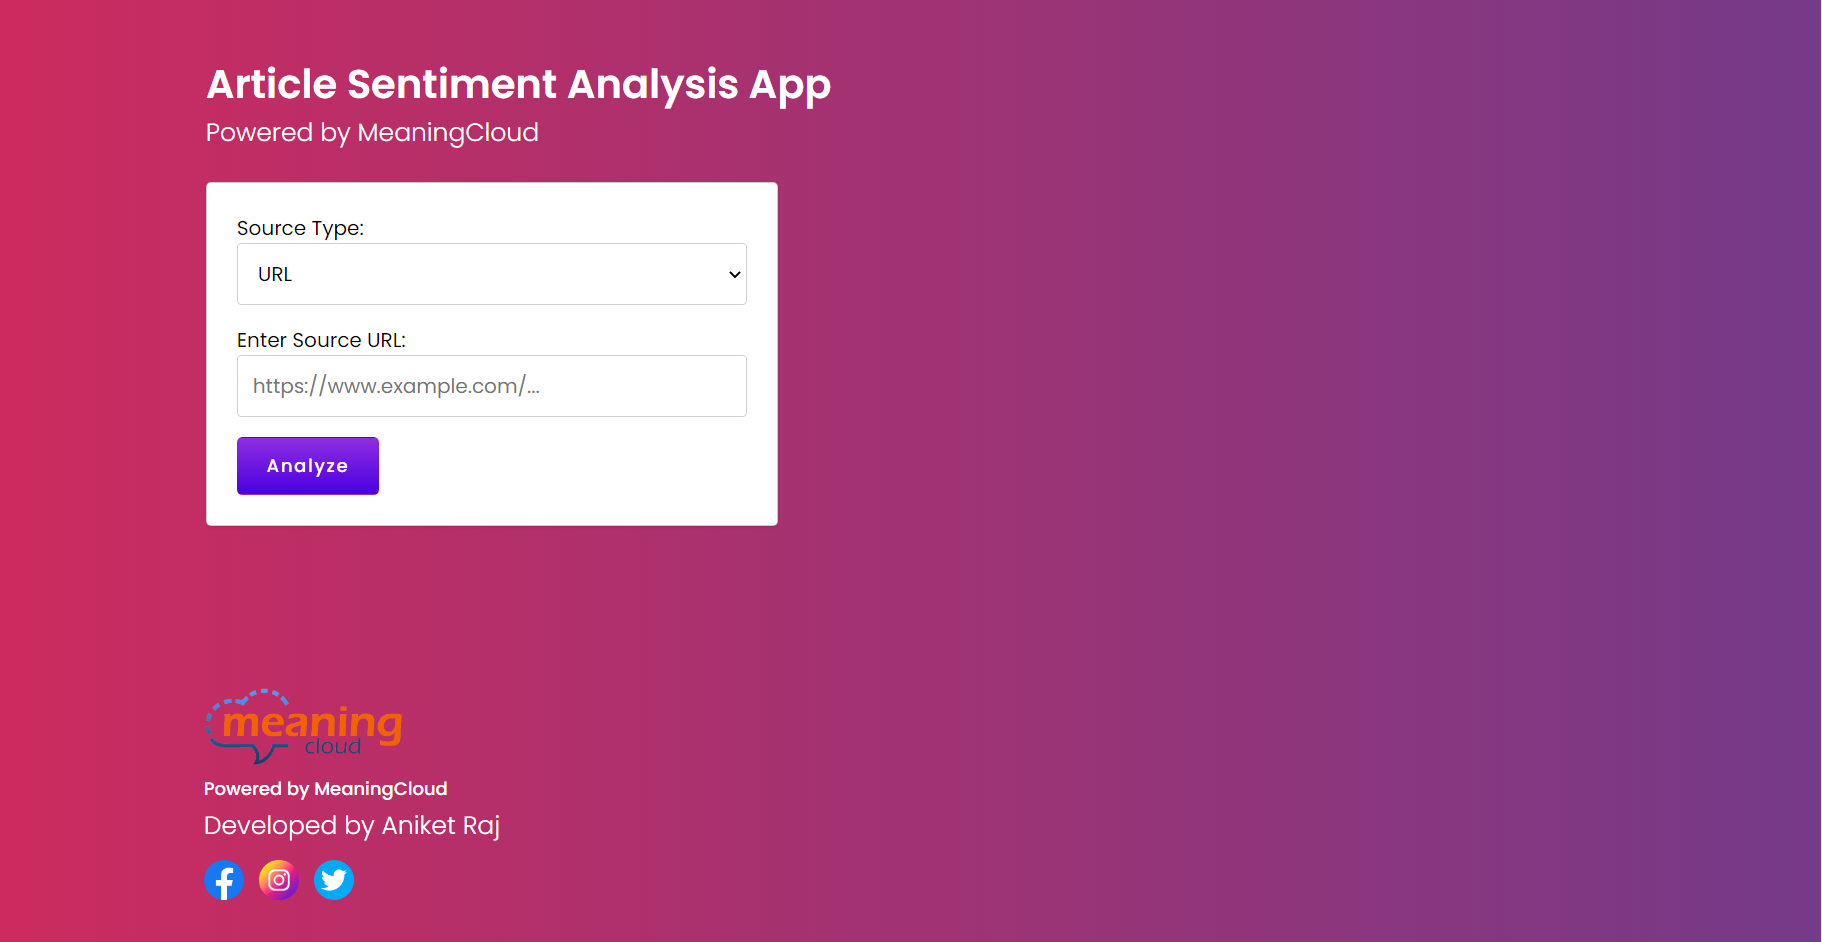 Article Sentiment Analysis App
Powered by MeaningCloud
Source Type:
URL
Enter Source URL:
https://www.example.com/...
Analyze
meaning
cloud
Powered by MeaningCloud
Developed by Aniket Raj